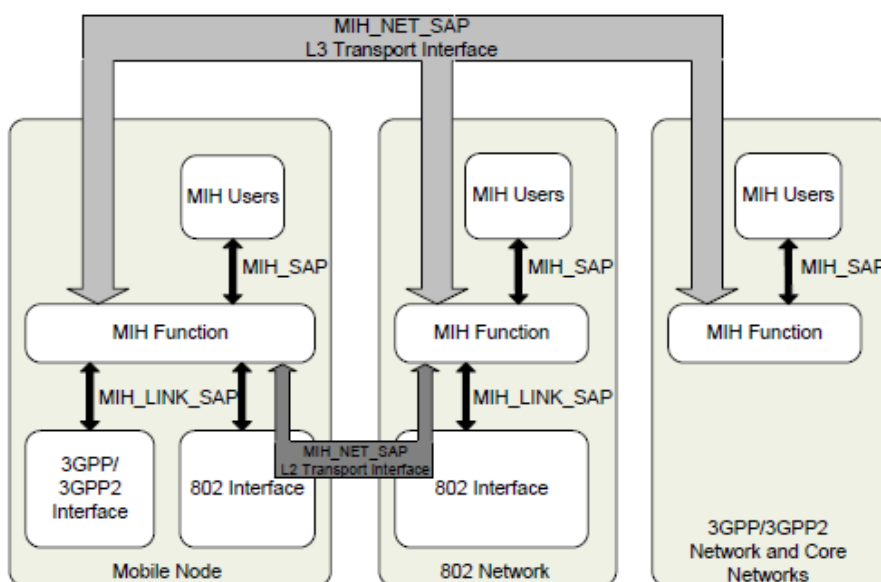 MIH_NET_SAP
L3 Transport Interface
MIH Users
MIH Users
MIH Users
MIH_SAP
MIH_SAP
MIH_SAP
MIH Function
MIH Function
MIH Function
MIH_LINK_SAP
MIH_LINK_SAP
MIH_NET_SAP
L2 Transport Interface
3GPP/
3GPP2
Interface
802 Interface
802 Interface
3GPP/3GPP2
Network and Core
Networks
Mobile Node
802 Network